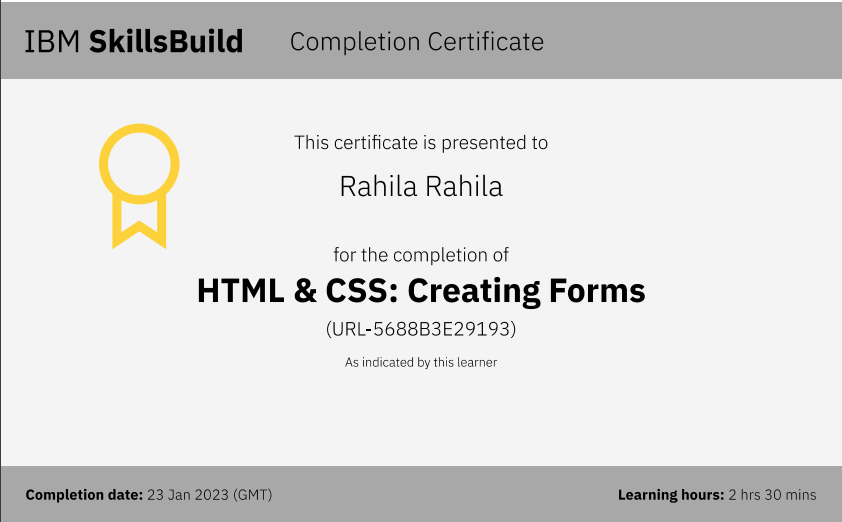 IBM SkillsBuild Completion Certificate
This certificate is presented to
Rahila Rahila
for the completion of
HTML & CSS: Creating Forms
(URL-5688B3E29193)
As indicated by this learner
Completion date: 23 Jan 2023 (GMT) Learning hours: 2 hrs 30 mins